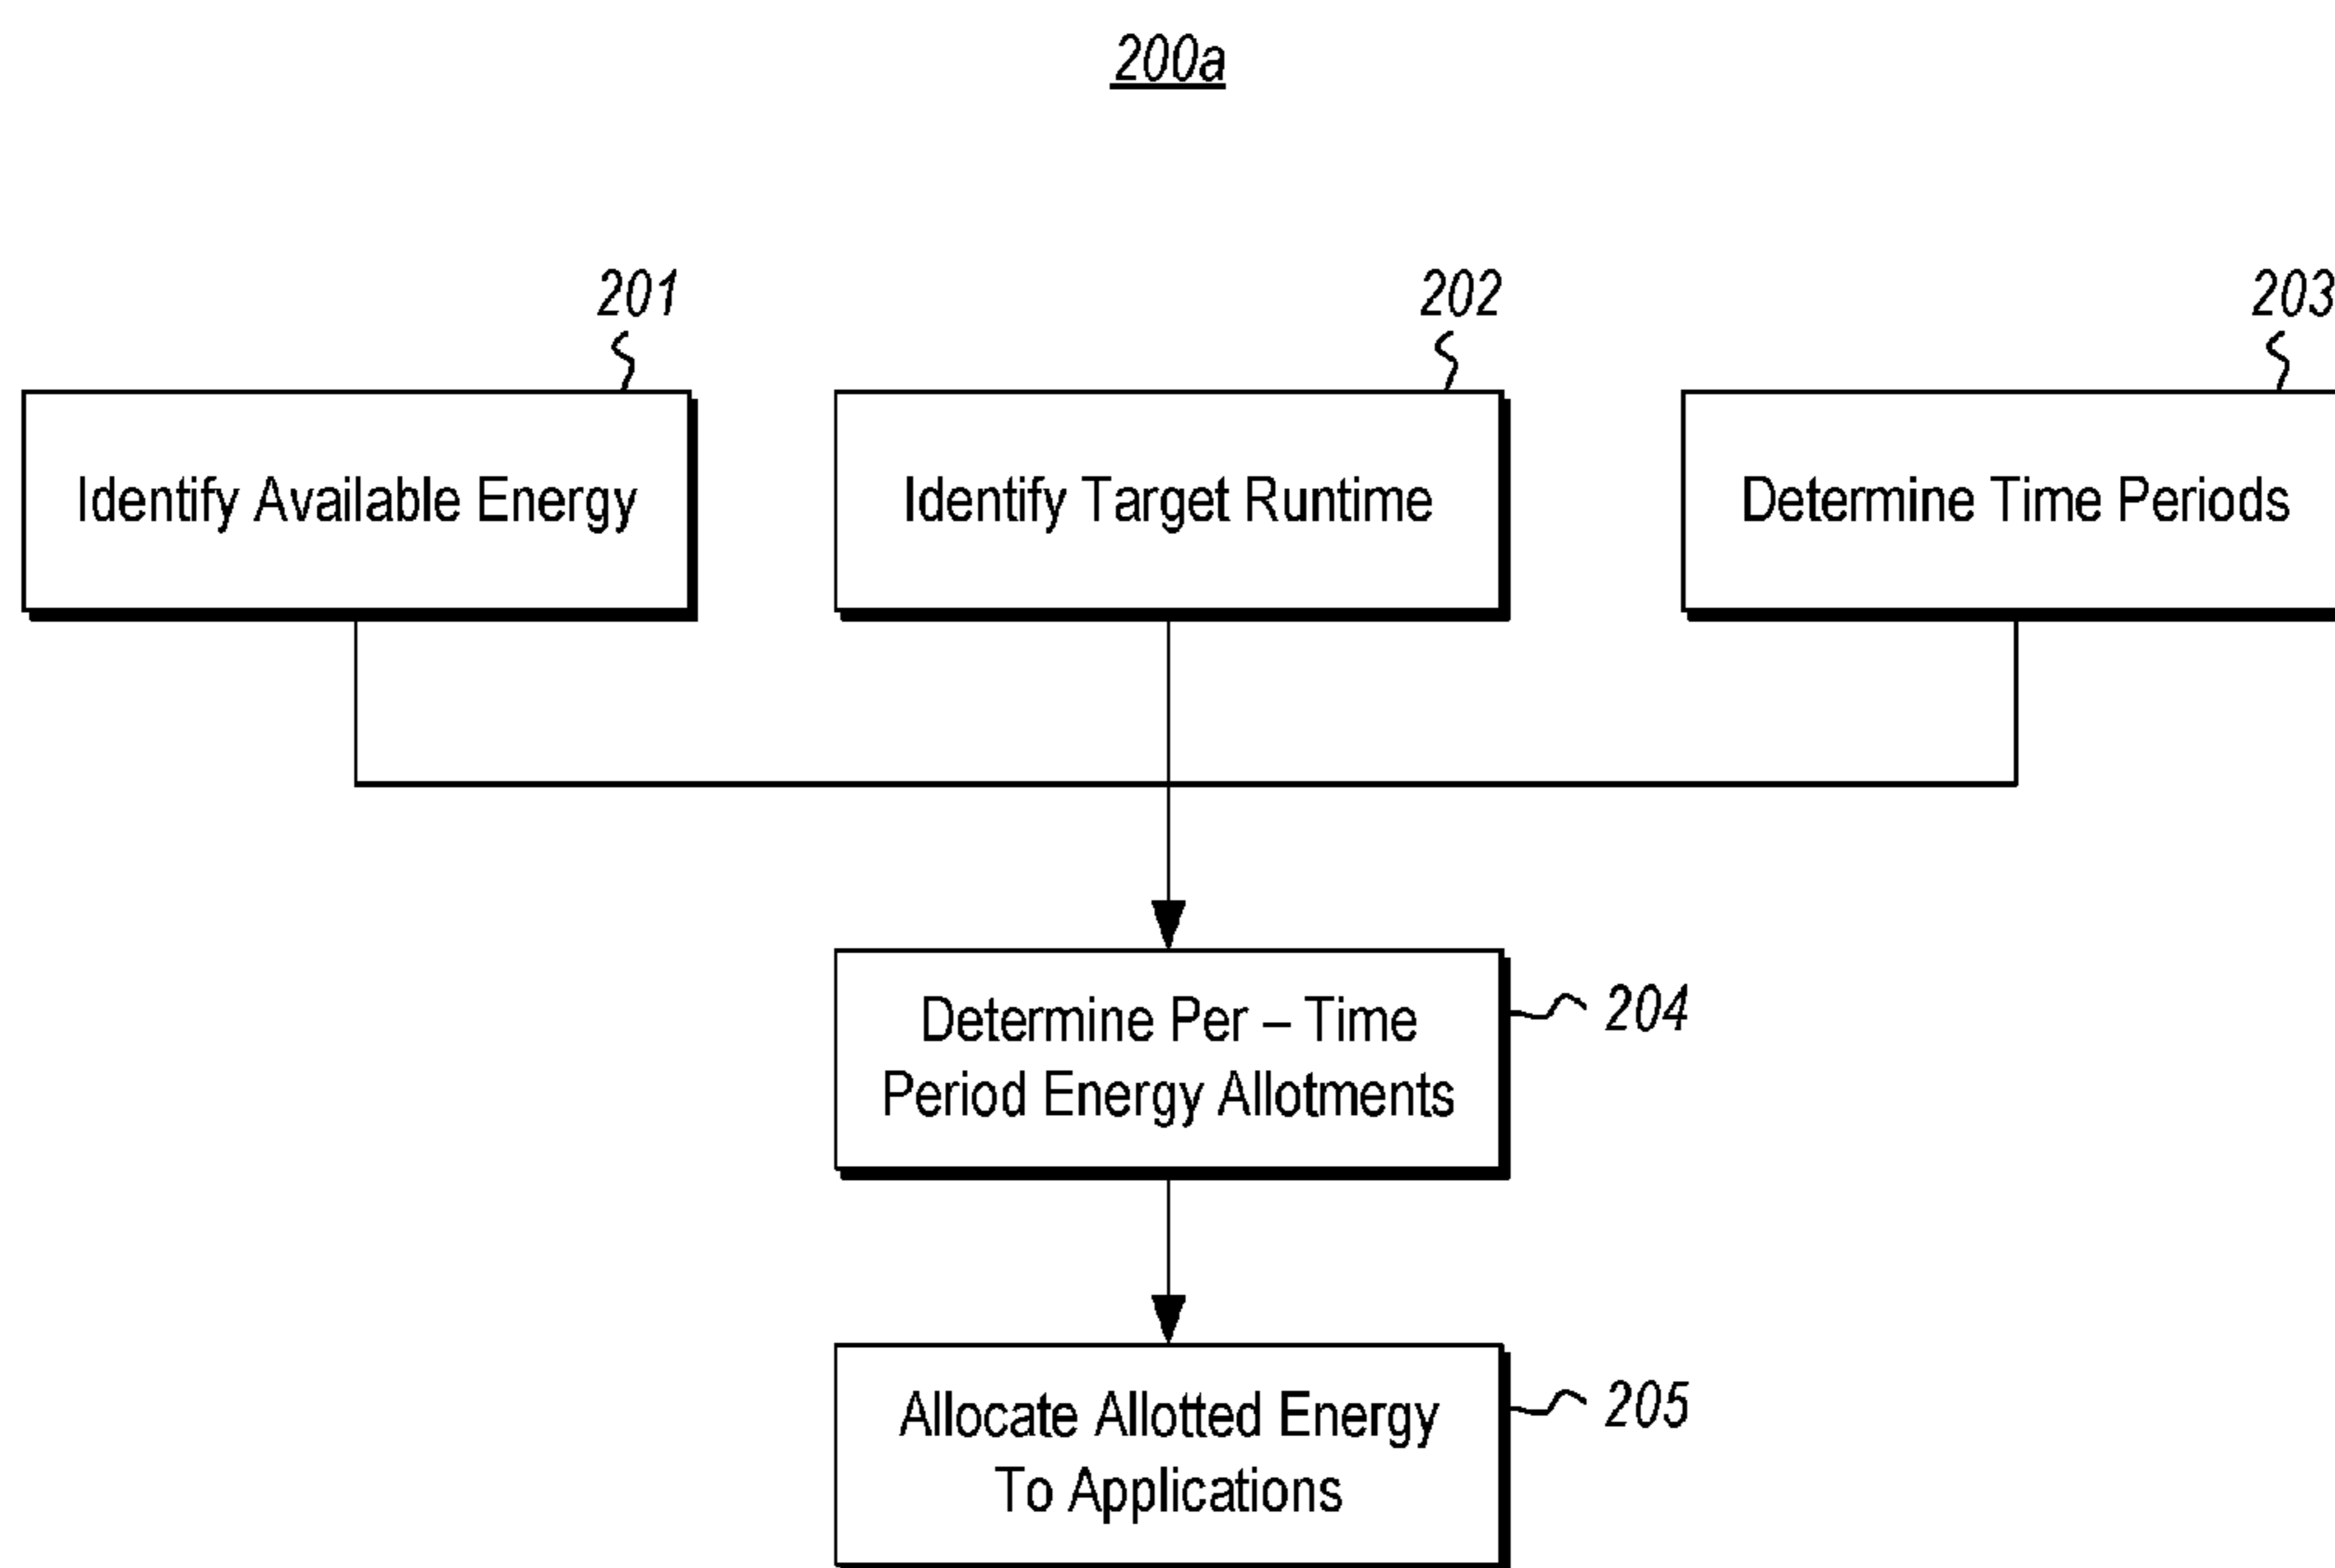 200a
201
202
203
Identify Available Energy
Identify Target Runtime
Determine Time Periods
Determine Per – Time
Period Energy Allotments
204
Allocate Allotted Energy
To Applications
205